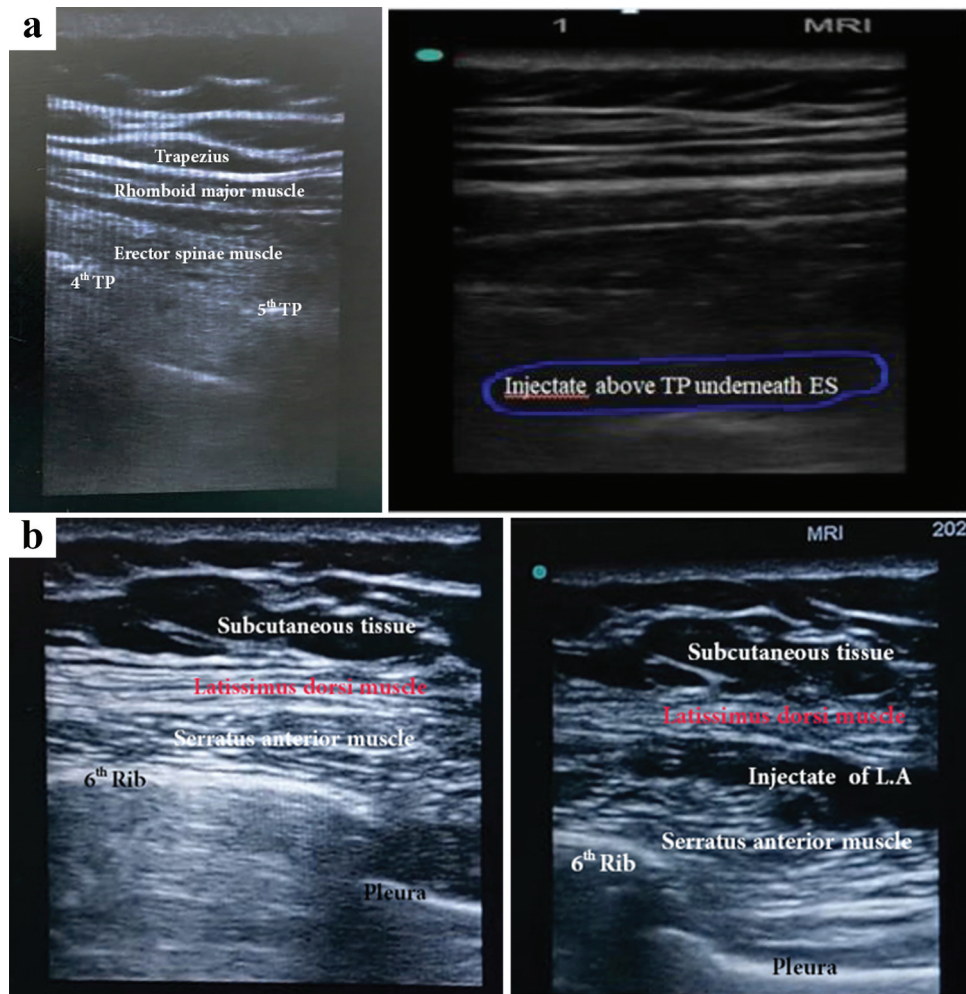 a
1 MRI
Trapezius
Rhomboid major muscle
Erector spinae muscle
4th TP
5th TP
Injectate above TP underneath ES
b
Subcutaneous tissue
Latissimus dorsi muscle
Serratus anterior muscle
6th Rib
Pleura
MRI 202
Subcutaneous tissue
Latissimus dorsi muscle
Injectate of L.A
Serratus anterior muscle
6th Rib
Pleura